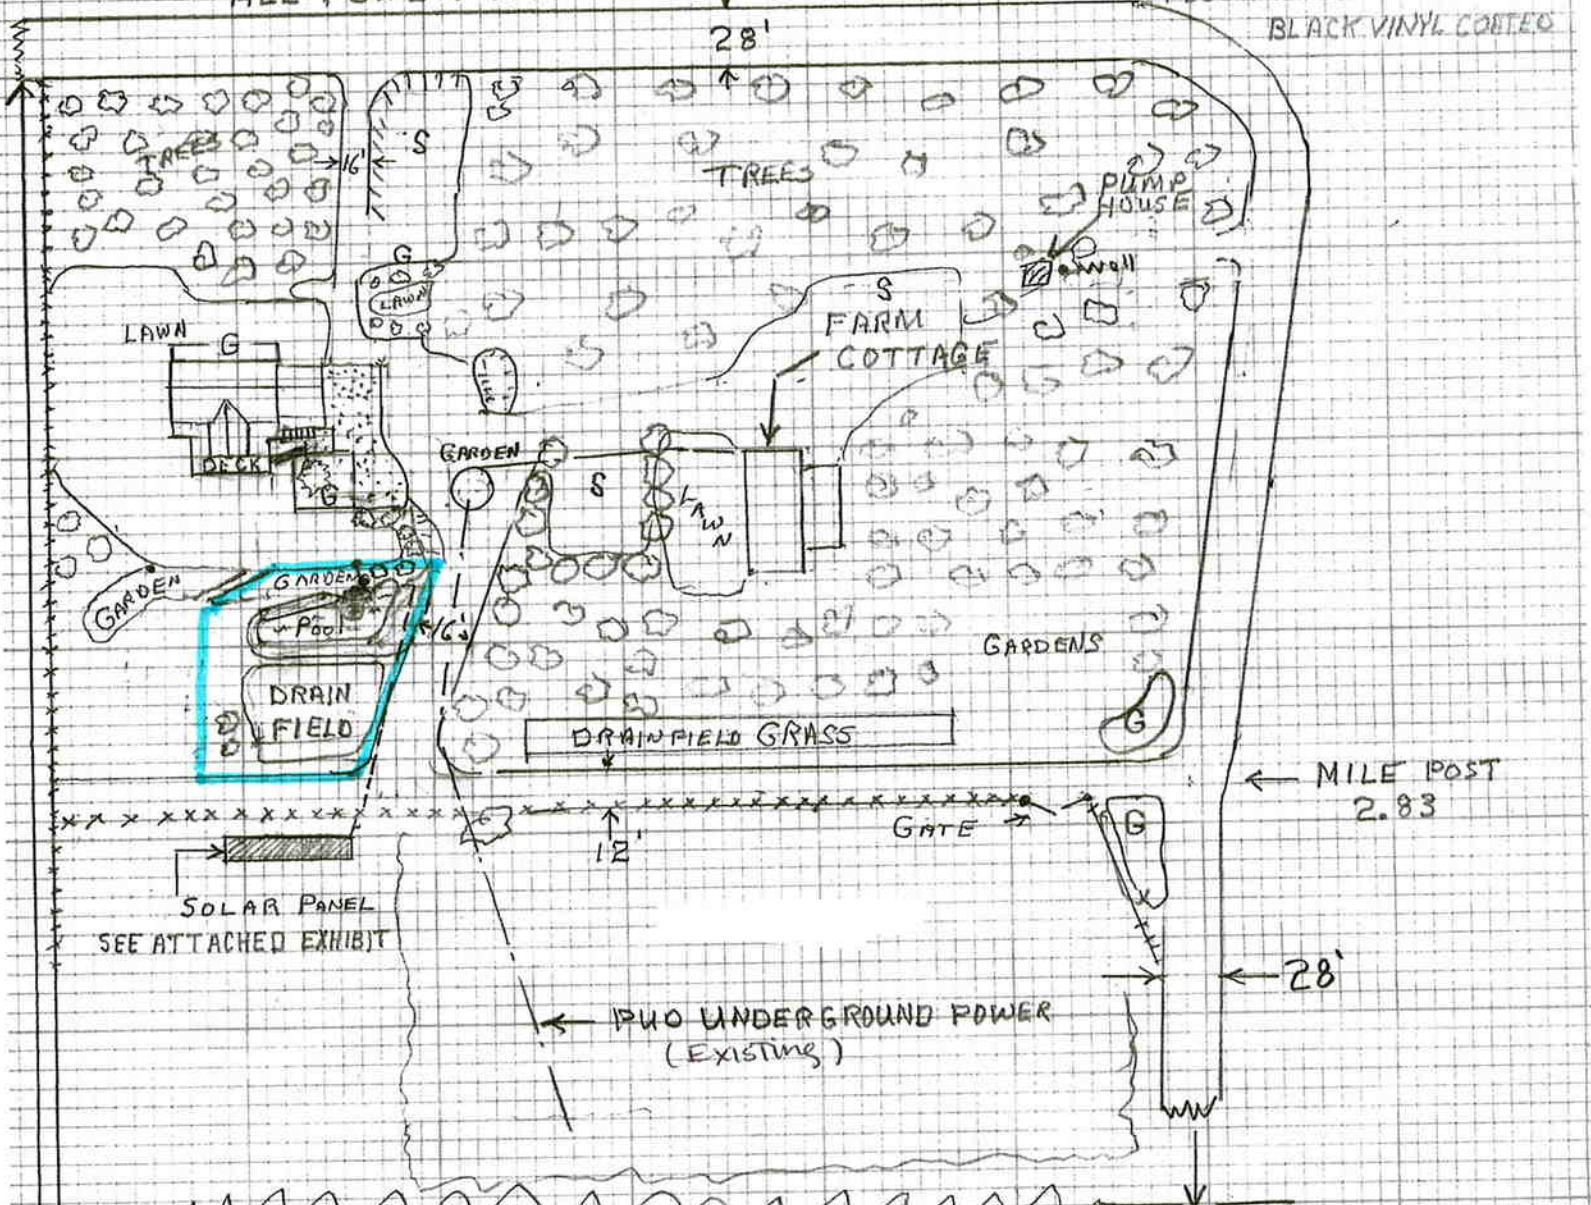 BLACK VINYL COATED
28'
TREES
16'
S
TREES
PUMP
HOUSE
Well
G
LAWN
S
FARM
COTTAGE
LAWN
G
DECK
G
GARDEN
S
LAWN
GARDEN
GARDEN
POOL
16'
GARDENS
DRAIN
FIELD
DRAINFIELD GRASS
G
MILE POST
2.83
GATE
G
12'
SOLAR PANEL
SEE ATTACHED EXHIBIT
28'
PUD UNDERGROUND POWER
(EXISTING)